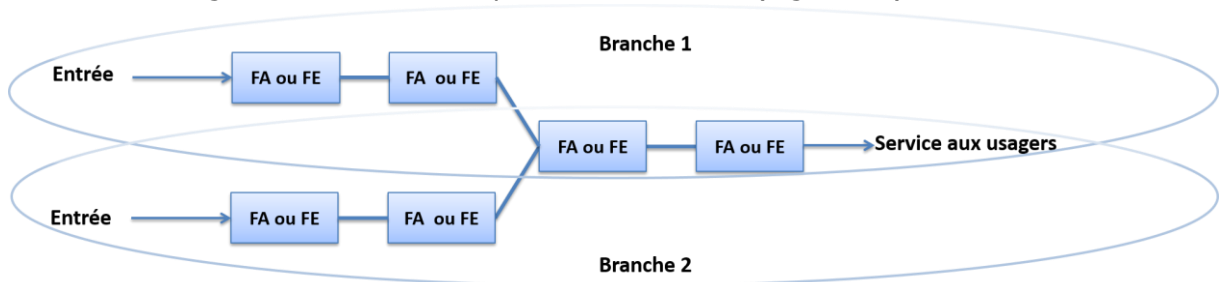 Branche 1
Entrée
FA ou FE
FA ou FE
FA ou FE
FA ou FE
Service aux usagers
Entrée
FA ou FE
FA ou FE
Branche 2